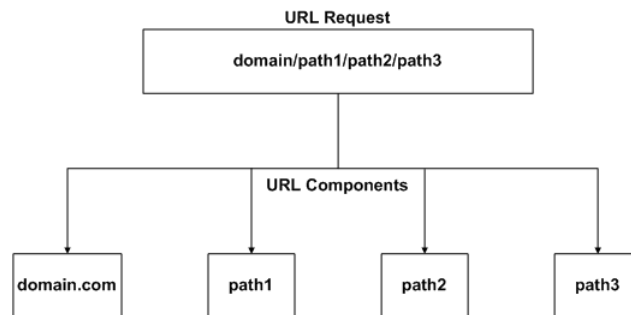 URL Request
domain/path1/path2/path3
URL Components
domain.com
path1
path2
path3